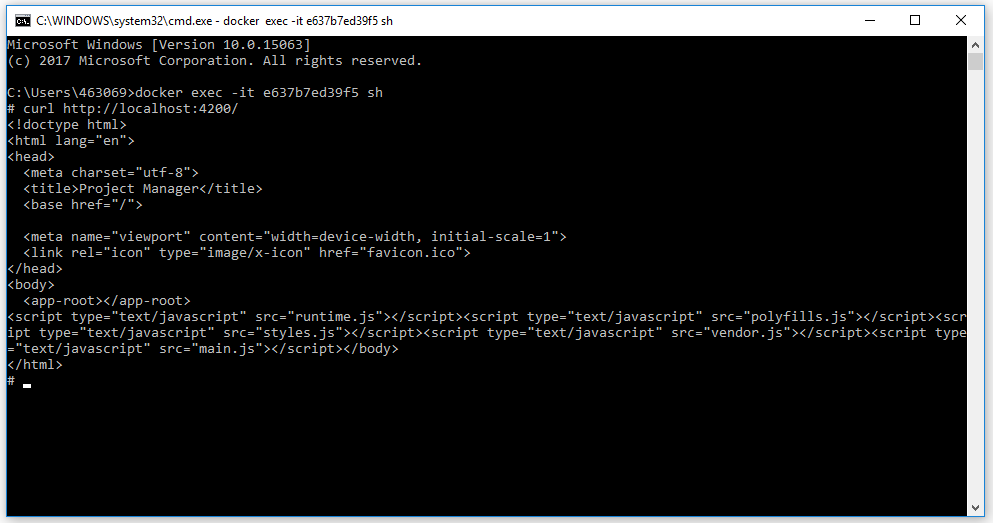 C:\WINDOWS\system32\cmd.exe - docker  exec -it e637b7ed39f5 sh
Microsoft Windows [Version 10.0.15063]
(c) 2017 Microsoft Corporation. All rights reserved.

C:\Users\463069>docker exec -it e637b7ed39f5 sh
# curl http://localhost:4200/
<!doctype html>
<html lang="en">
<head>
  <meta charset="utf-8">
  <title>Project Manager</title>
  <base href="/">

  <meta name="viewport" content="width=device-width, initial-scale=1">
  <link rel="icon" type="image/x-icon" href="favicon.ico">
</head>
<body>
  <app-root></app-root>
<script type="text/javascript" src="runtime.js"></script><script type="text/javascript" src="polyfills.js"></script><scr
ipt type="text/javascript" src="styles.js"></script><script type="text/javascript" src="vendor.js"></script><script type
="text/javascript" src="main.js"></script></body>
</html>
#